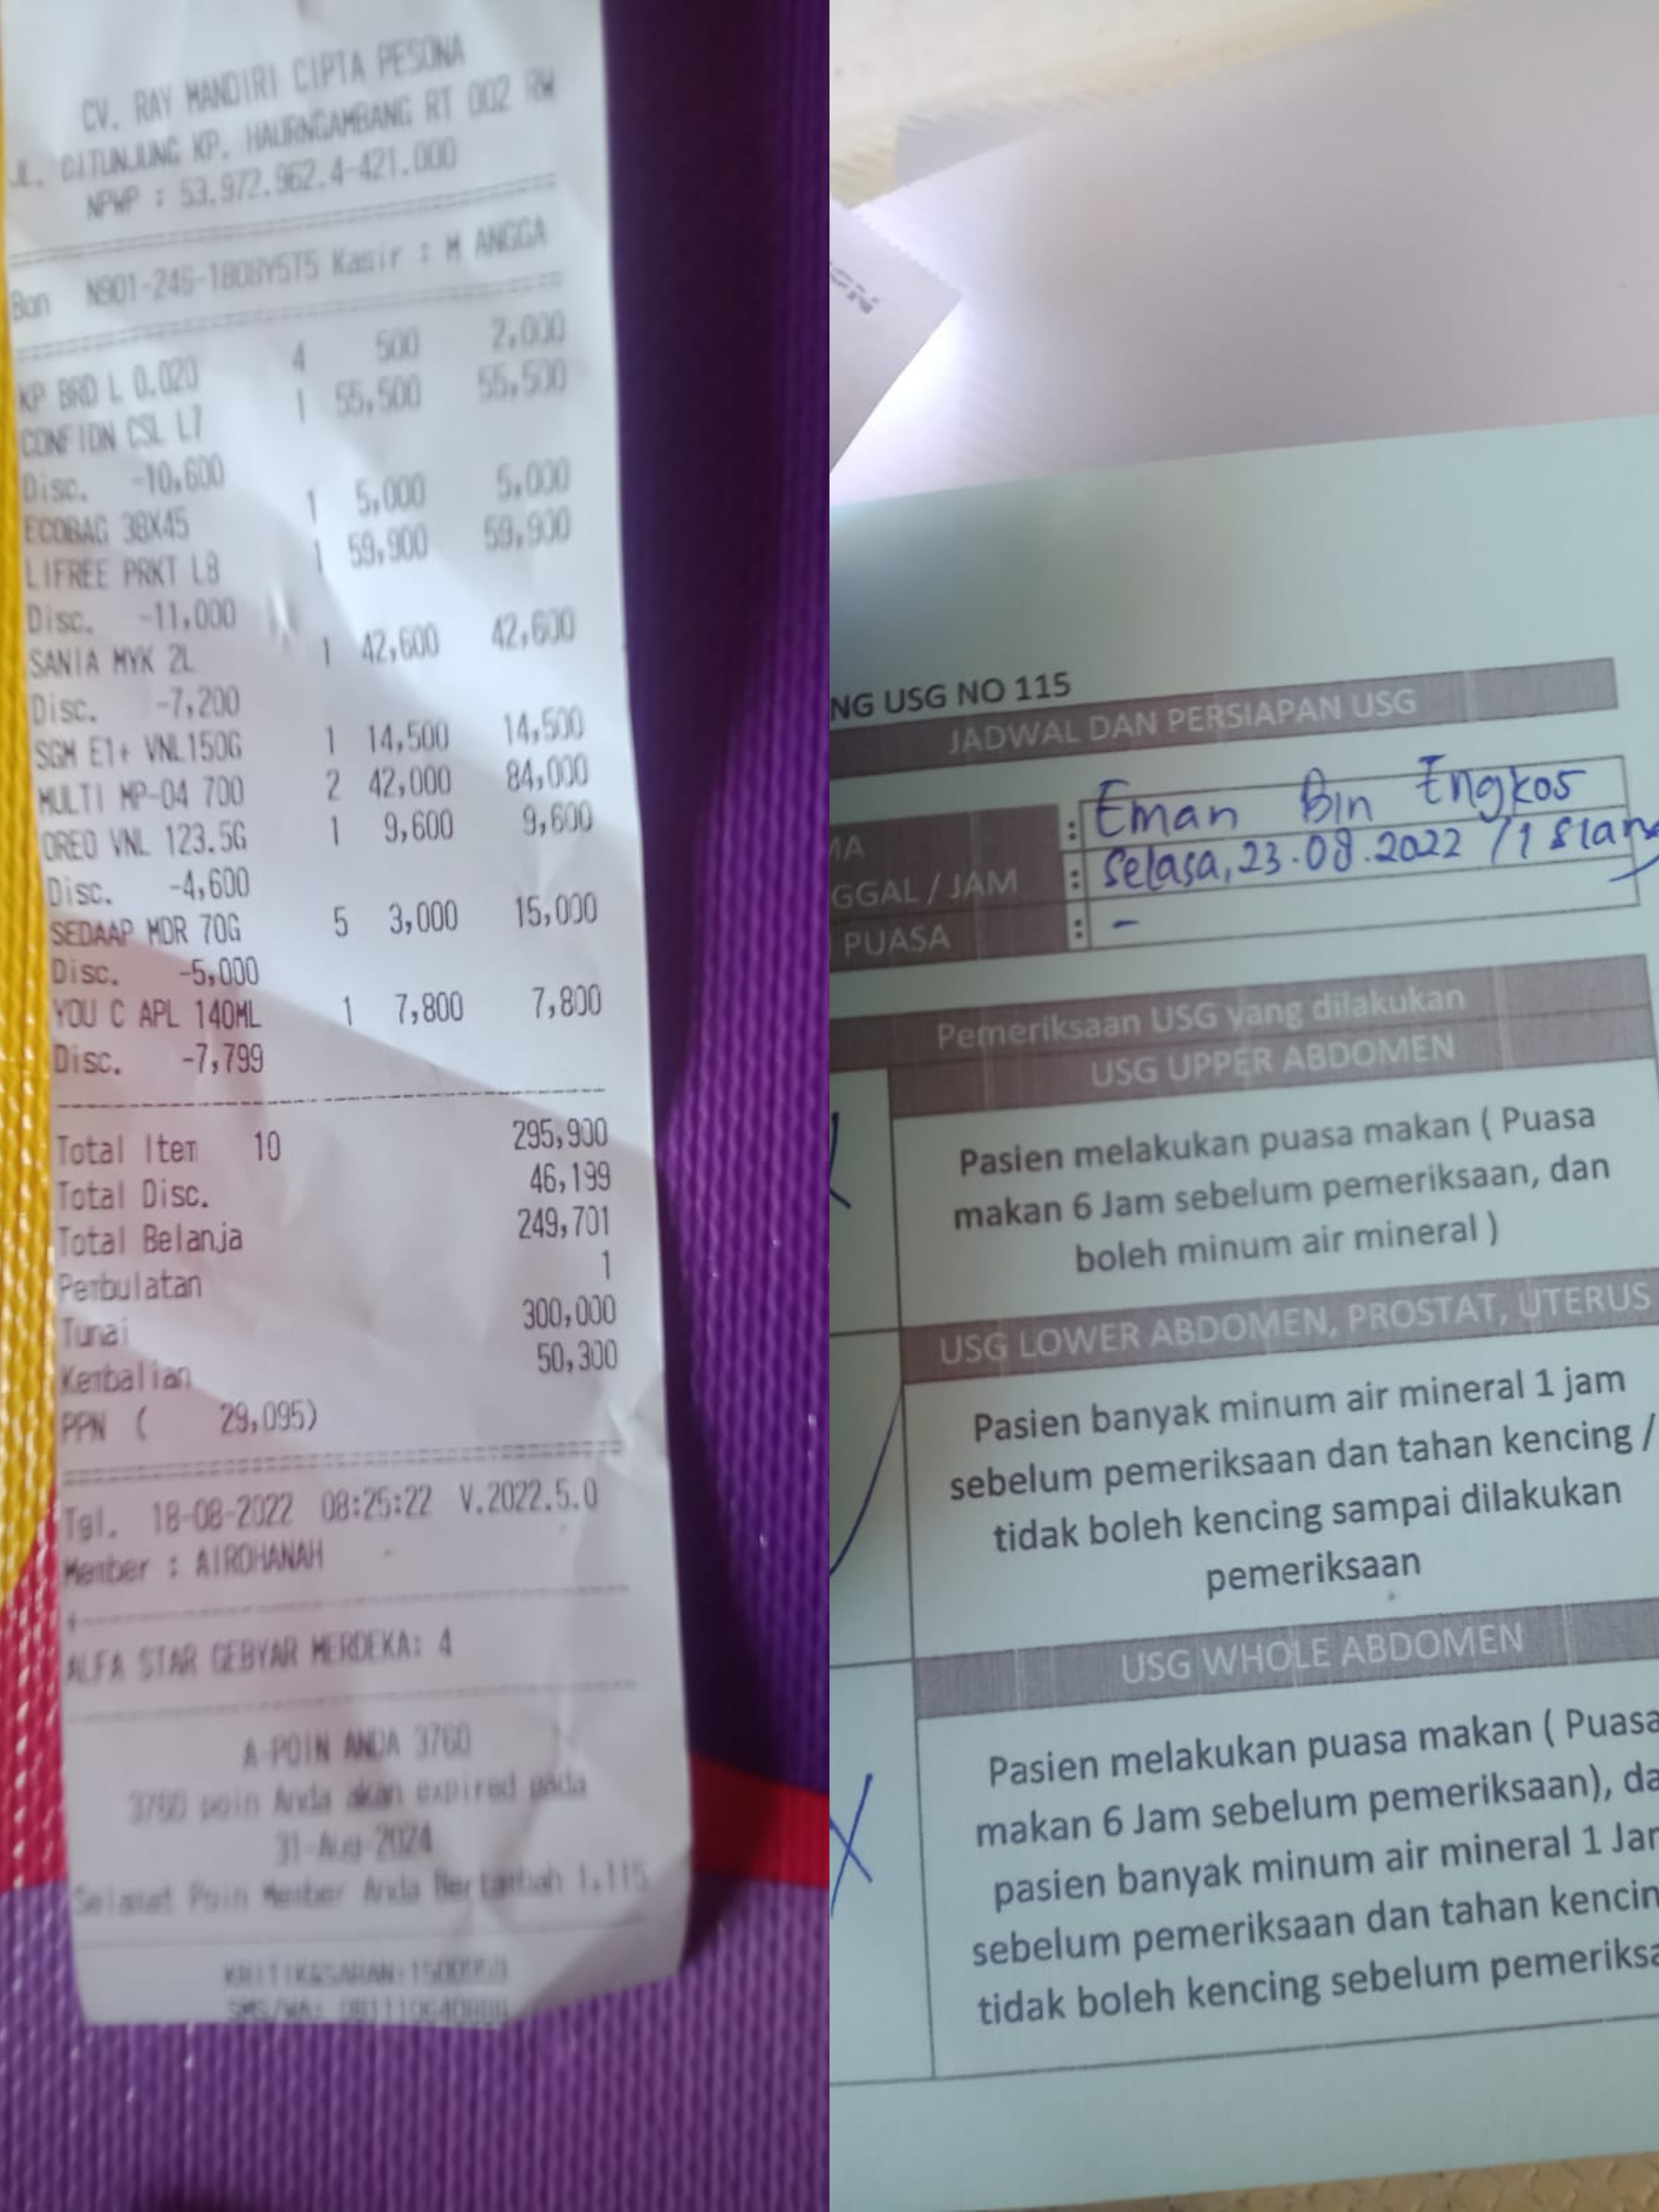 CV. RAY MANDIRI CIPTA PESONA
JL. CITUNJUNG KP. HAURNGAMBANG RT 002 RW
NPWP : 53.972.962.4-421.000
Bon N901-246-1808Y5T5 Kasir : M ANGGA
KP BRD L 0.020 4 500 2,000
CONFIDN CSL L7 1 55,500 55,500
Disc. -10,600
ECOBAG 38X45 1 5,000 5,000
LIFREE PRKT L8 1 59,900 59,900
Disc. -11,000
SANIA MYK 2L 1 42,600 42,600
Disc. -7,200
SGM E1+ VNL150G 1 14,500 14,500
MULTI MP-04 700 2 42,000 84,000
OREO VNL 123.5G 1 9,600 9,600
Disc. -4,600
SEDAAP MDR 70G 5 3,000 15,000
Disc. -5,000
YOU C APL 140ML 1 7,800 7,800
Disc. -7,799
Total Item 10 295,900
Total Disc. 46,199
Total Belanja 249,701
Pembulatan 1
Tunai 300,000
Kembalian 50,300
PPN ( 29,095)
Tgl. 18-08-2022 08:25:22 V.2022.5.0
Member : AIROHANAH
ALFA STAR GEBYAR MERDEKA: 4
A-POIN ANDA 3760
3760 poin Anda akan expired pada
31-Aug-2024
Selamat Poin Member Anda Bertambah 1.115
KRITIK&SARAN:1500959
SMS/WA:
NG USG NO 115
JADWAL DAN PERSIAPAN USG
MA : Eman Bin Engkos
GGAL / JAM : Selasa, 23.08.2022 / 1 siang
PUASA : -
Pemeriksaan USG yang dilakukan
USG UPPER ABDOMEN
Pasien melakukan puasa makan ( Puasa
makan 6 Jam sebelum pemeriksaan, dan
boleh minum air mineral )
USG LOWER ABDOMEN, PROSTAT, UTERUS
Pasien banyak minum air mineral 1 jam
sebelum pemeriksaan dan tahan kencing /
tidak boleh kencing sampai dilakukan
pemeriksaan
USG WHOLE ABDOMEN
Pasien melakukan puasa makan ( Puasa
makan 6 Jam sebelum pemeriksaan), da
pasien banyak minum air mineral 1 Jam
sebelum pemeriksaan dan tahan kencin
tidak boleh kencing sebelum pemeriksa